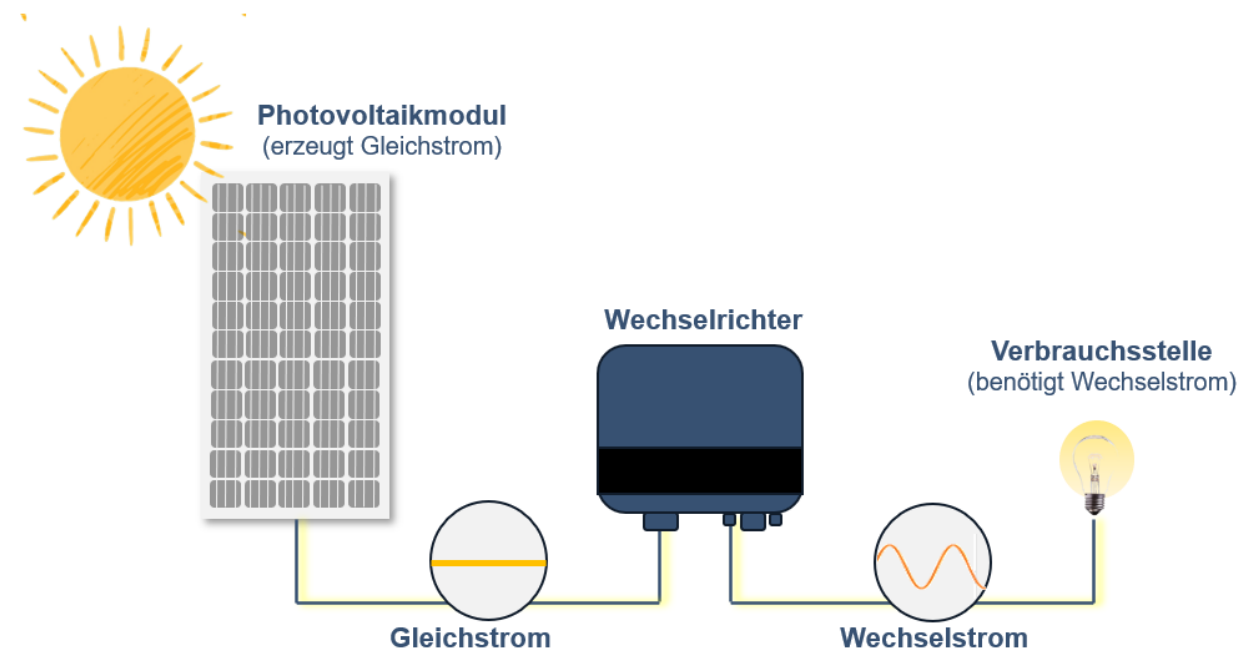 Photovoltaikmodul
(erzeugt Gleichstrom)
Wechselrichter
Verbrauchsstelle
(benötigt Wechselstrom)
Gleichstrom
Wechselstrom